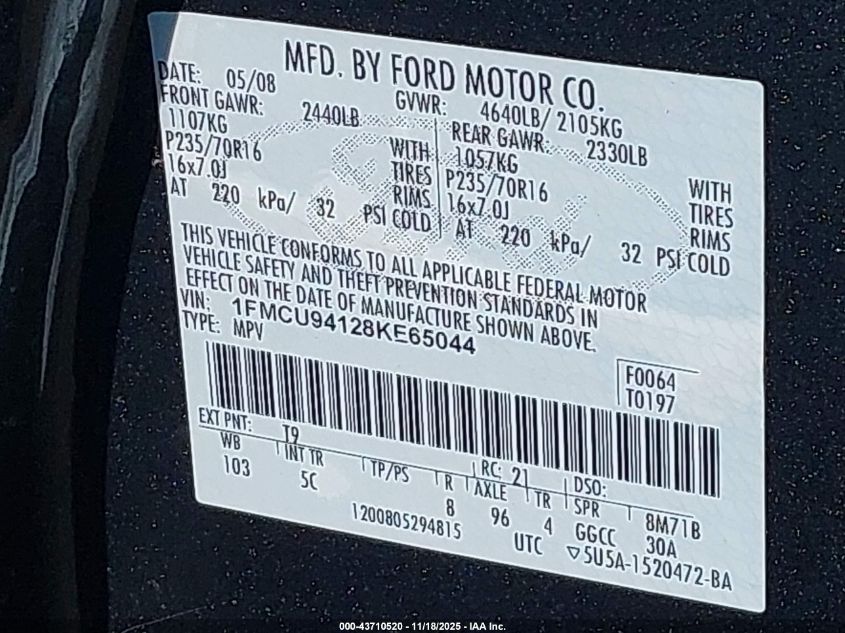 MFD. BY FORD MOTOR CO.
DATE: 05/08 GVWR: 4640LB/ 2105KG
FRONT GAWR: 2440LB REAR GAWR: 2330LB
1107KG WITH 1057KG WITH
P235/70R16 TIRES P235/70R16 TIRES
16x7.0J RIMS 16x7.0J RIMS
AT 220 kPa/ 32 PSI COLD AT 220 kPa/ 32 PSI COLD
THIS VEHICLE CONFORMS TO ALL APPLICABLE FEDERAL MOTOR
VEHICLE SAFETY AND THEFT PREVENTION STANDARDS IN
EFFECT ON THE DATE OF MANUFACTURE SHOWN ABOVE.
VIN: 1FMCU94128KE65044
TYPE: MPV
F0064
T0197
EXT PNT: T9 RC: 21 DSO:
WB INT TR TP/PS R AXLE TR SPR 8M71B
103 5C 8 96 4 GGCC 30A
1200805294815 UTC ▽5U5A-1520472-BA
000-43710520 - 11/18/2025 - IAA Inc.